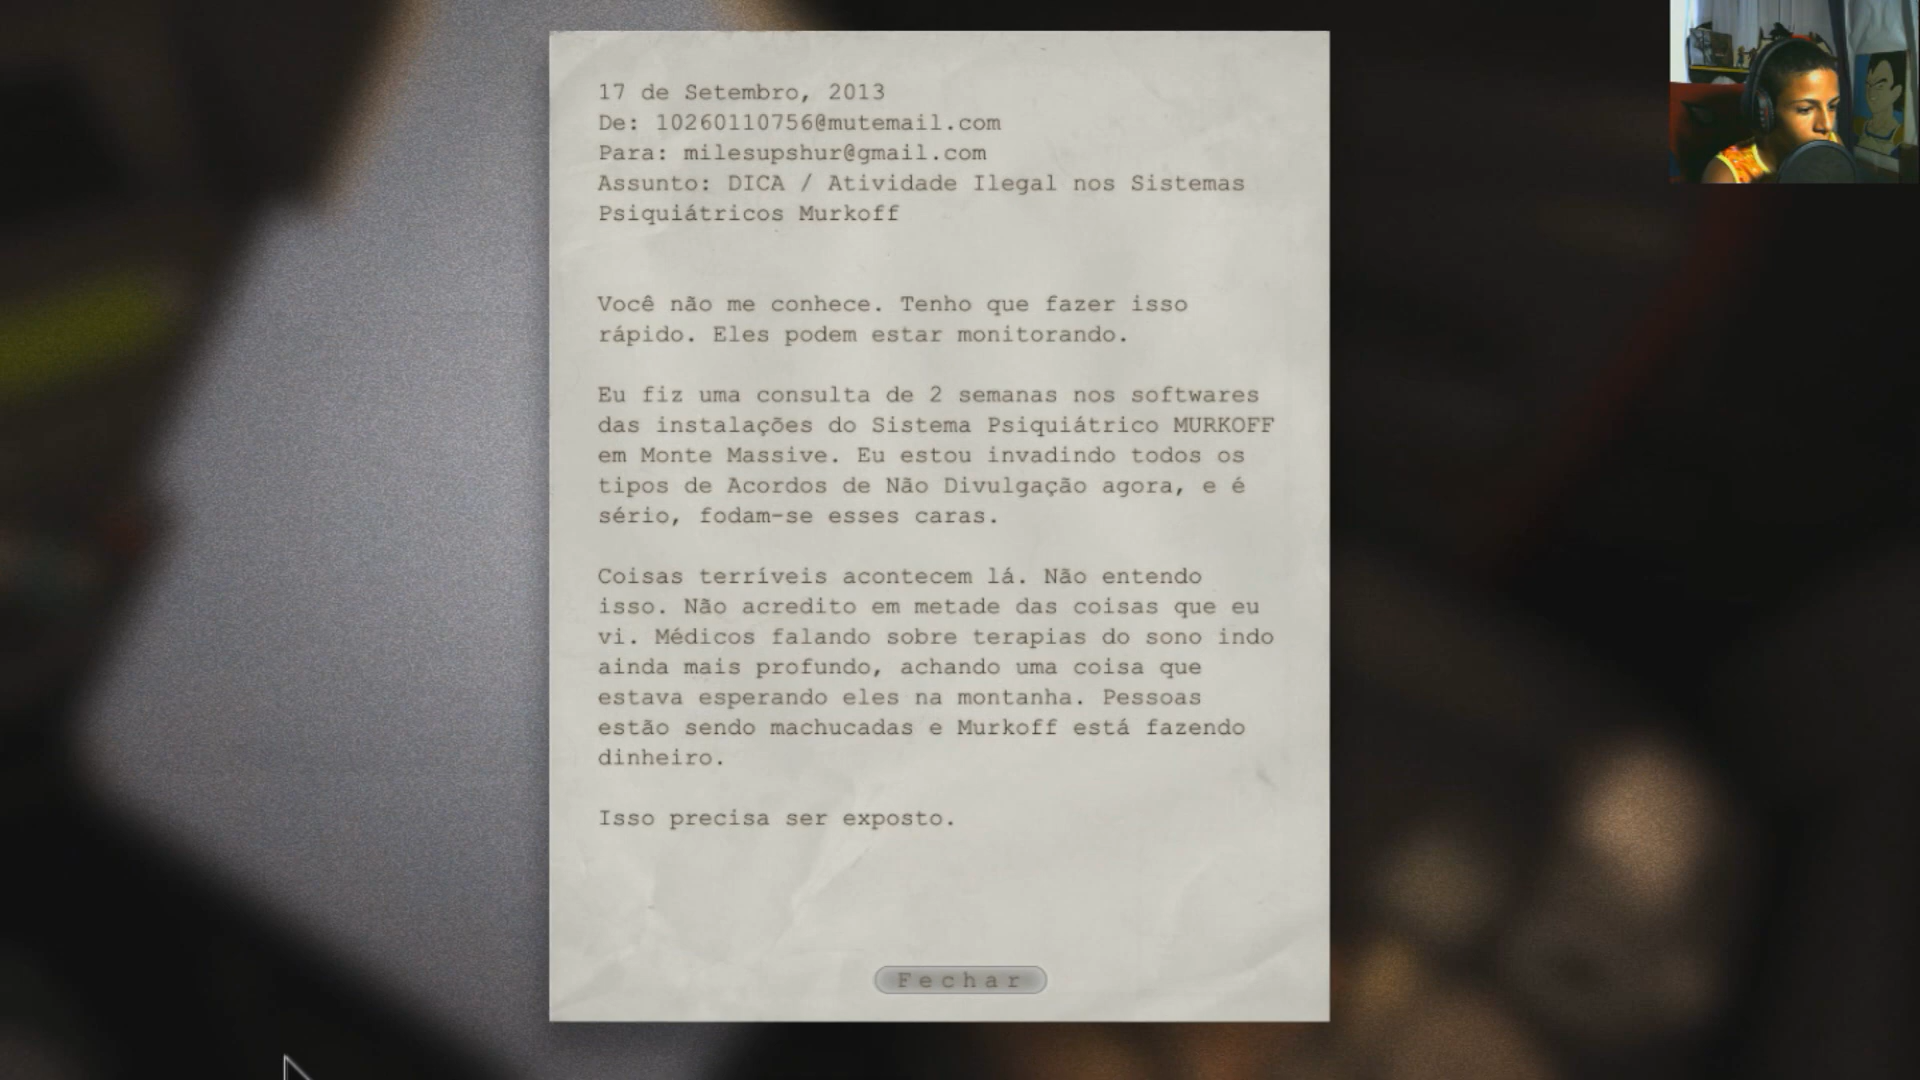 17 de Setembro, 2013
De: 10260110756@mutemail.com
Para: milesupshur@gmail.com
Assunto: DICA / Atividade Ilegal nos Sistemas
Psiquiátricos Murkoff
Você não me conhece. Tenho que fazer isso
rápido. Eles podem estar monitorando.
Eu fiz uma consulta de 2 semanas nos softwares
das instalações do Sistema Psiquiátrico MURKOFF
em Monte Massive. Eu estou invadindo todos os
tipos de Acordos de Não Divulgação agora, e é
sério, fodam-se esses caras.
Coisas terríveis acontecem lá. Não entendo
isso. Não acredito em metade das coisas que eu
vi. Médicos falando sobre terapias do sono indo
ainda mais profundo, achando uma coisa que
estava esperando eles na montanha. Pessoas
estão sendo machucadas e Murkoff está fazendo
dinheiro.
Isso precisa ser exposto.
Fechar